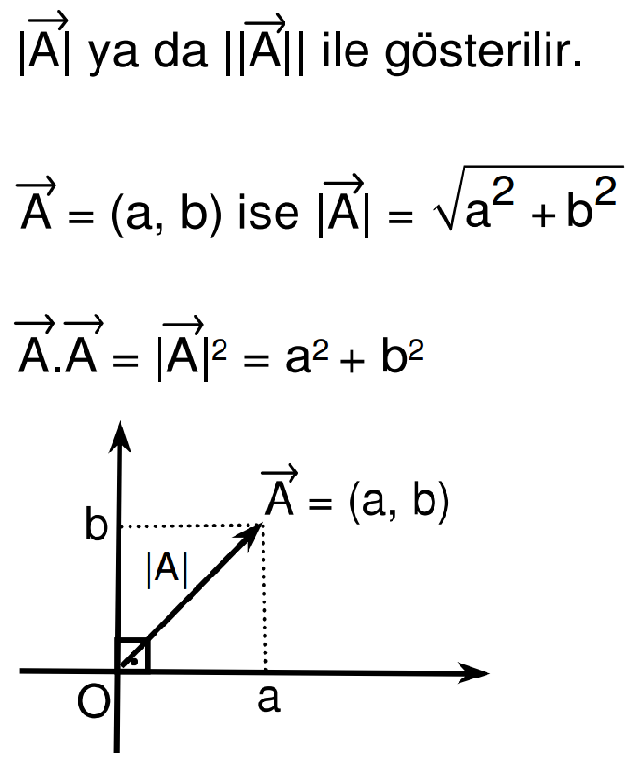 |A⃗| ya da ||A⃗|| ile gösterilir.
A⃗ = (a, b) ise |A⃗| = √(a² + b²)
A⃗.A⃗ = |A⃗|² = a² + b²
A⃗ = (a, b)
b
|A|
O
a